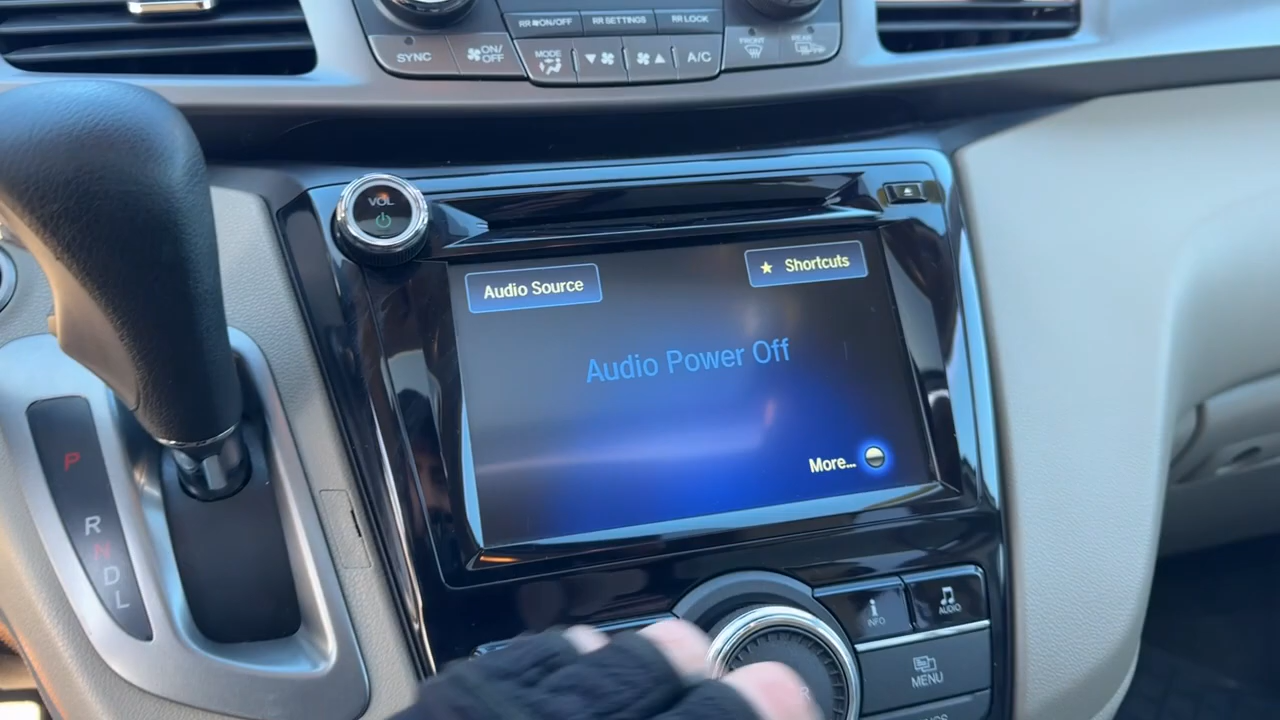 RR ON/OFF
RR SETTINGS
RR LOCK
SYNC
ON/
OFF
MODE
A/C
FRONT
REAR
VOL
Audio Source
★ Shortcuts
Audio Power Off
More...
P
R
N
D
L
INFO
AUDIO
MENU